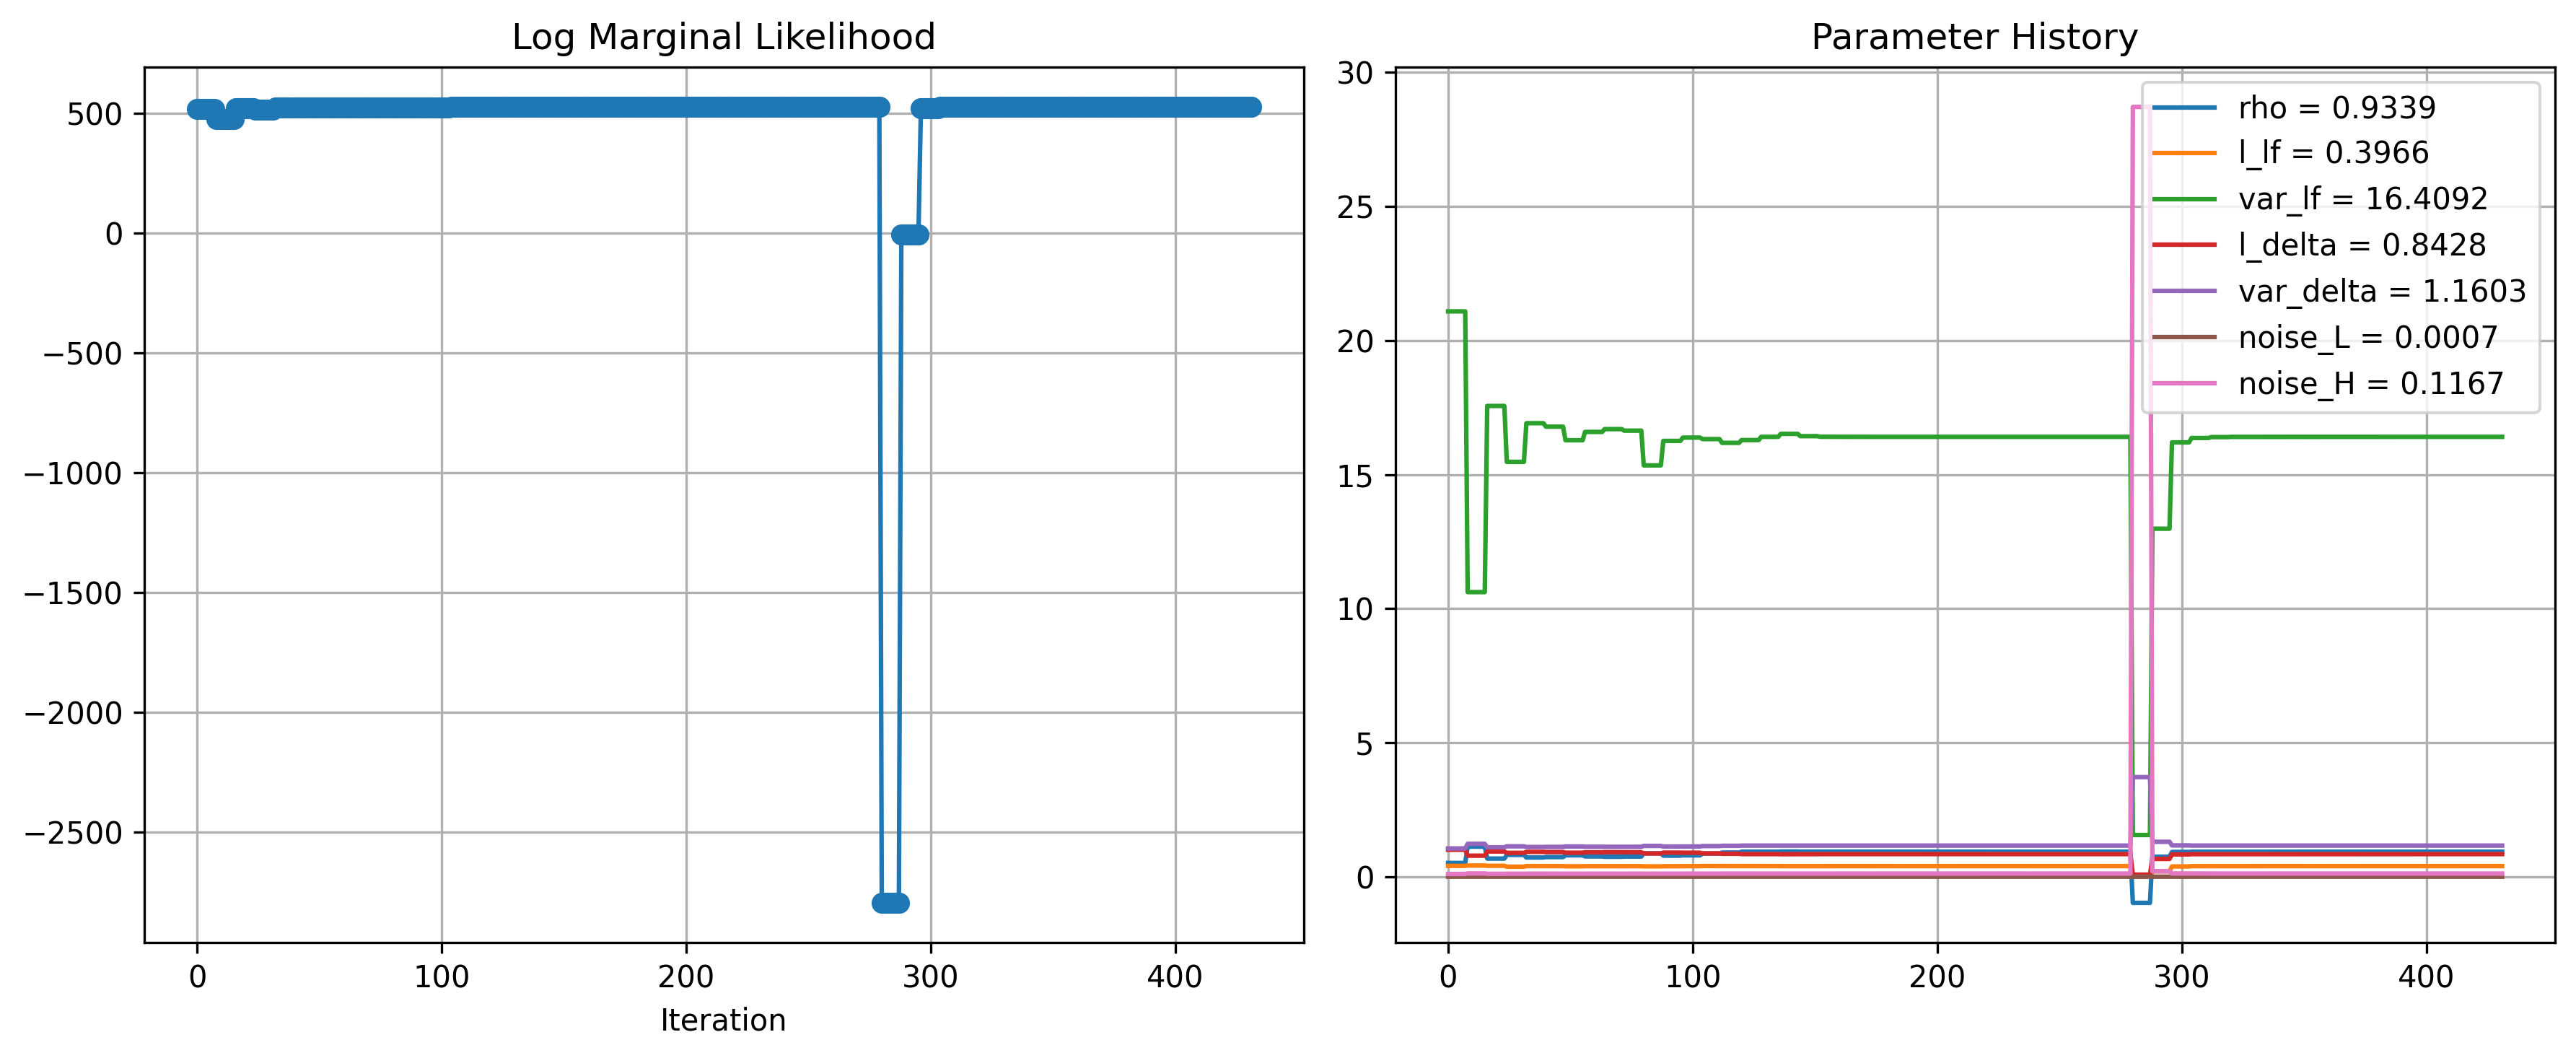 Log Marginal Likelihood
500
0
−500
−1000
−1500
−2000
−2500
0 100 200 300 400
Iteration
Parameter History
30
25
20
15
10
5
0
0 100 200 300 400
rho = 0.9339
l_lf = 0.3966
var_lf = 16.4092
l_delta = 0.8428
var_delta = 1.1603
noise_L = 0.0007
noise_H = 0.1167